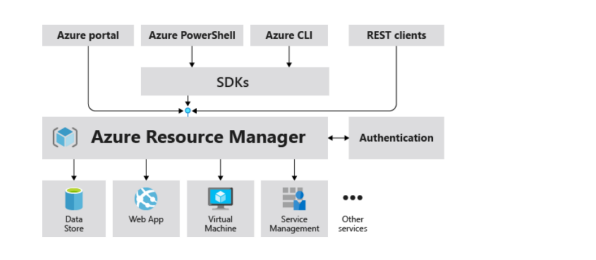 Azure portal
Azure PowerShell
Azure CLI
REST clients
SDKs
Azure Resource Manager
Authentication
Data
Store
Web App
Virtual
Machine
Service
Management
Other
services